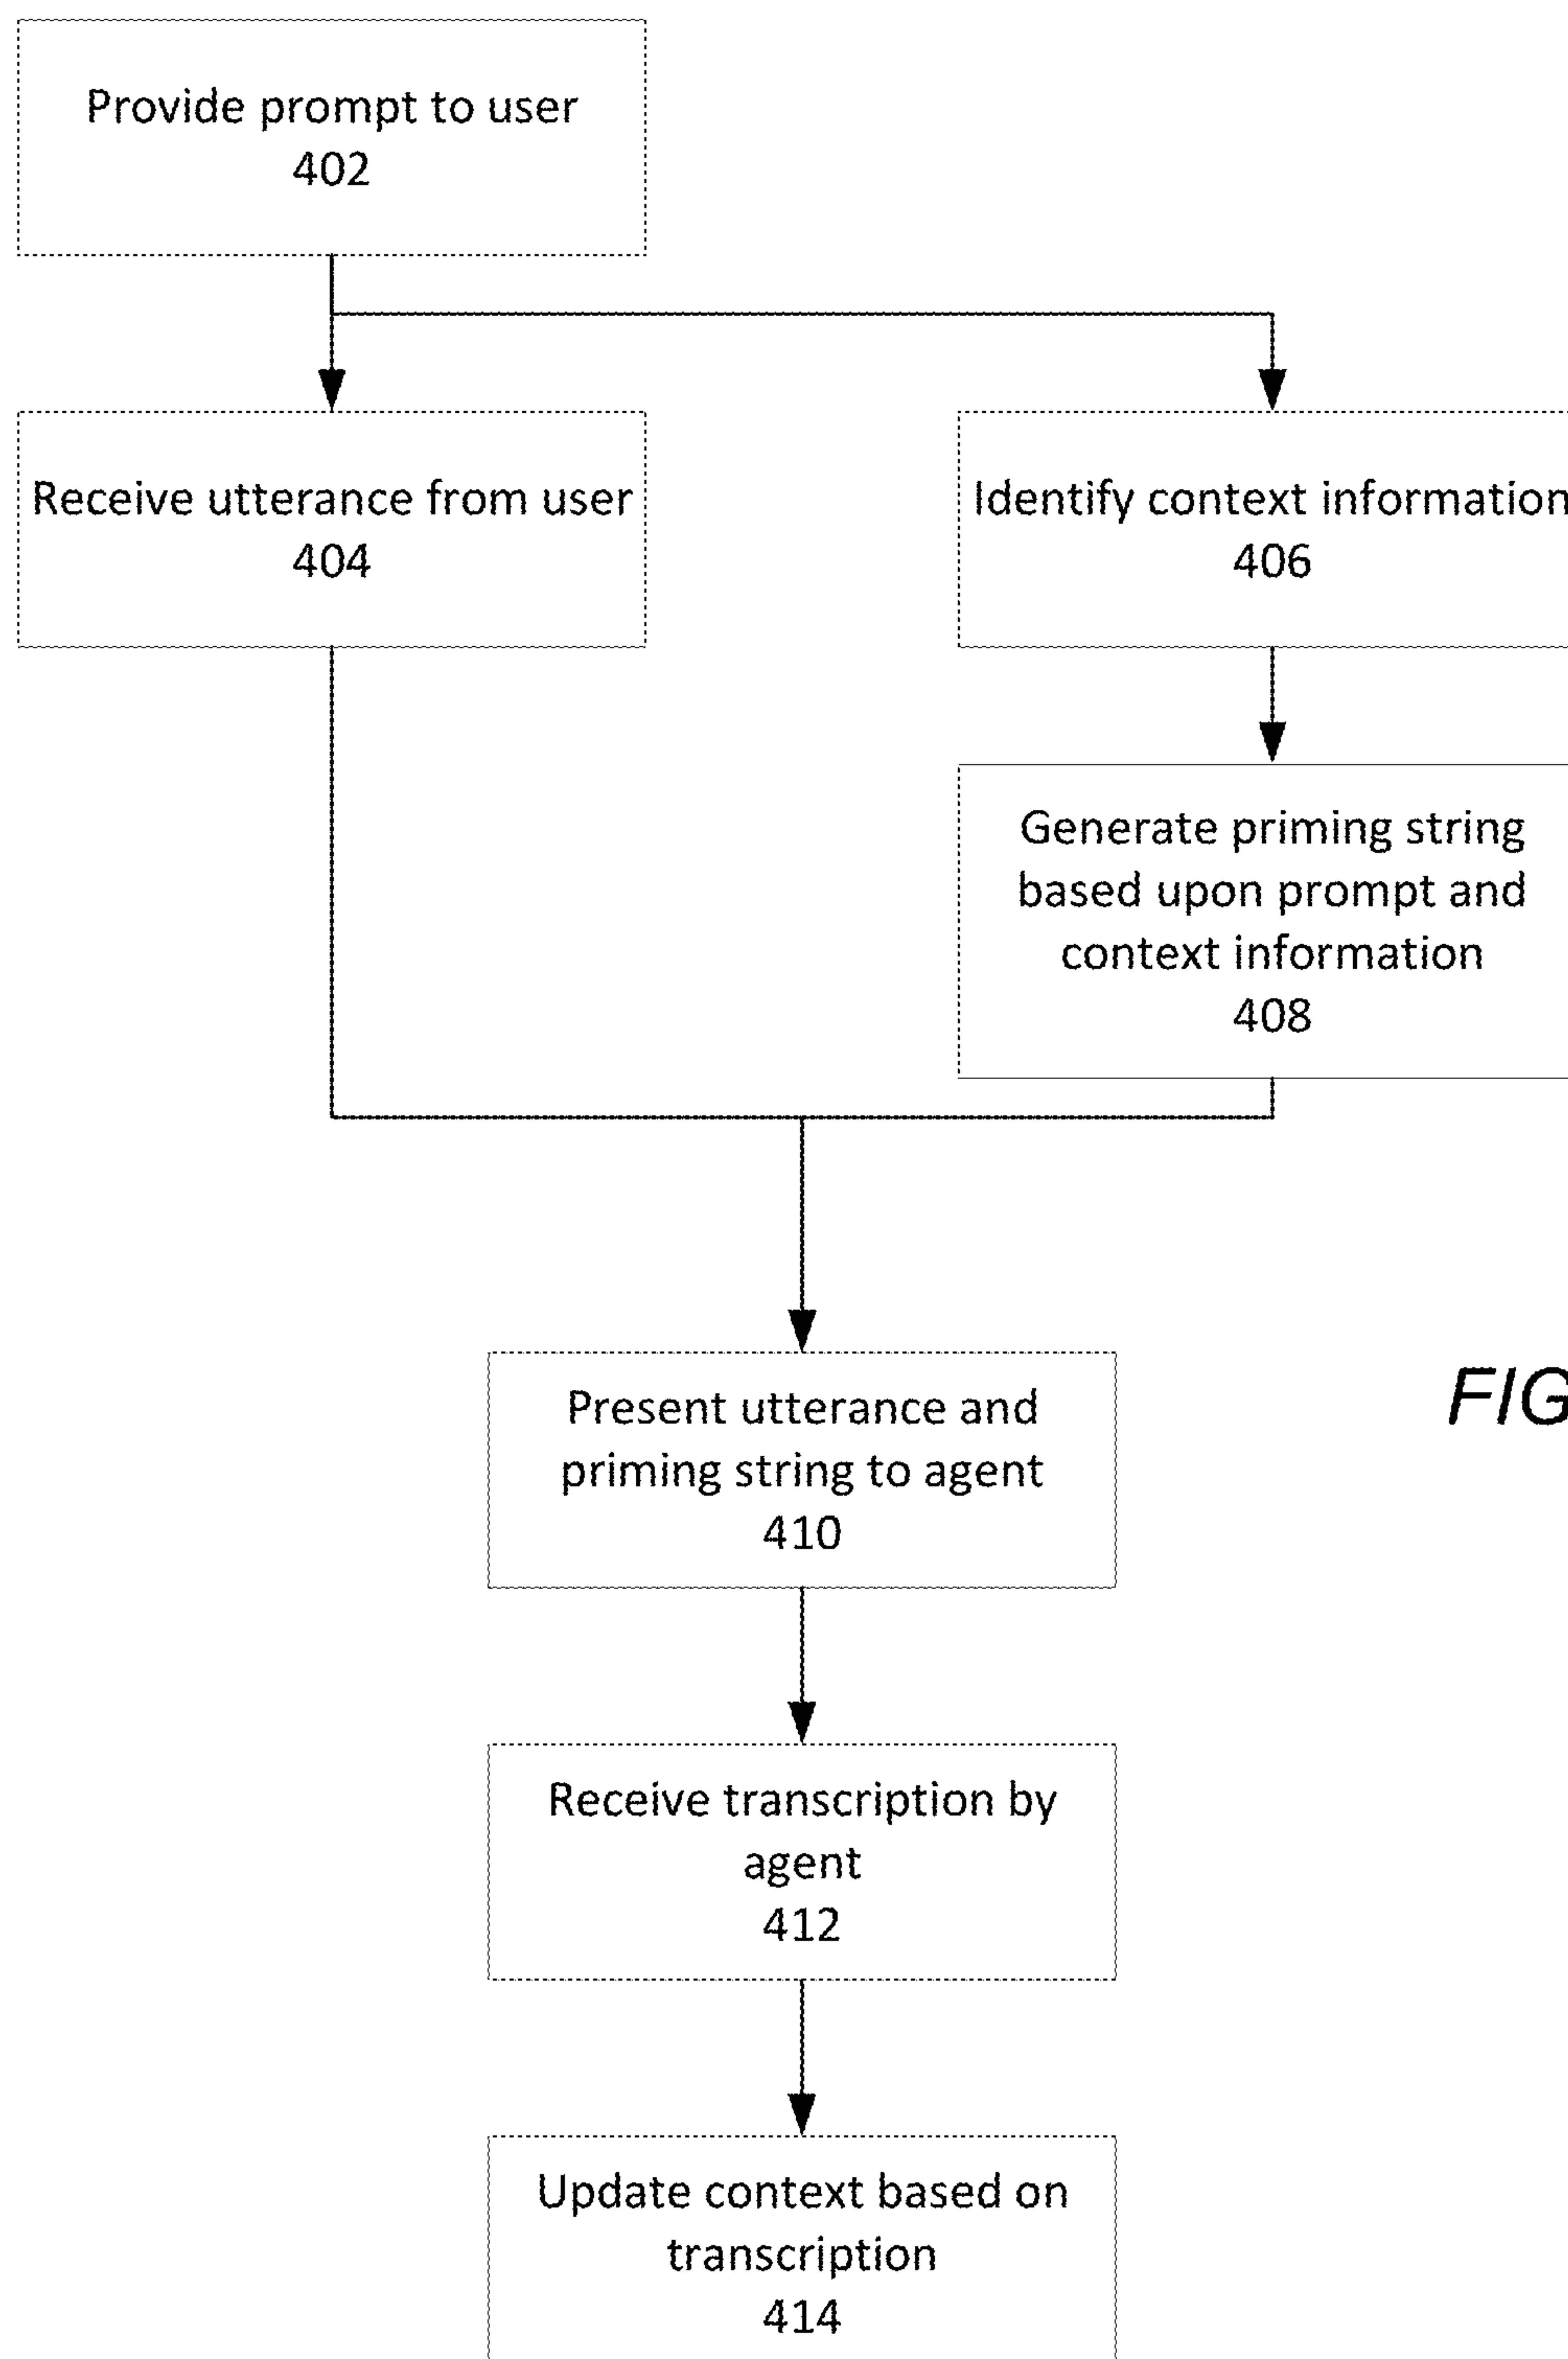 Provide prompt to user
402
Receive utterance from user
404
Identify context information
406
Generate priming string
based upon prompt and
context information
408
Present utterance and
priming string to agent
410
FIG
Receive transcription by
agent
412
Update context based on
transcription
414